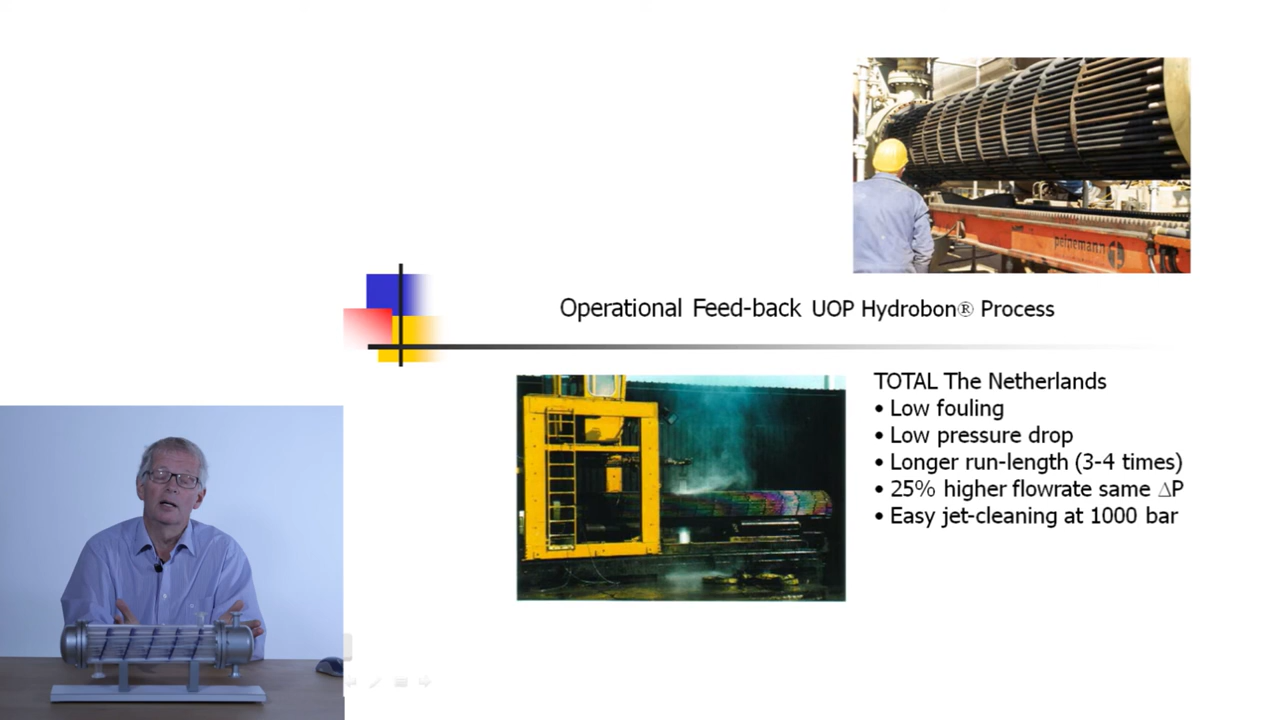 peinemann
Operational Feed-back UOP Hydrobon® Process
TOTAL The Netherlands
• Low fouling
• Low pressure drop
• Longer run-length (3-4 times)
• 25% higher flowrate same ΔP
• Easy jet-cleaning at 1000 bar